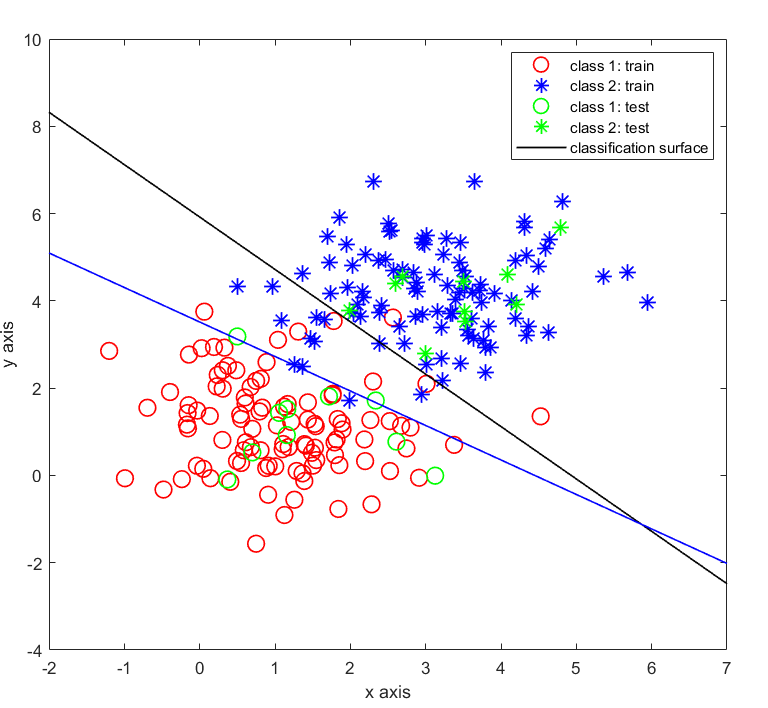 10
8
6
4
2
0
-2
-4
-2
-1
0
1
2
3
4
5
6
7
x axis
y axis
class 1: train
class 2: train
class 1: test
class 2: test
classification surface